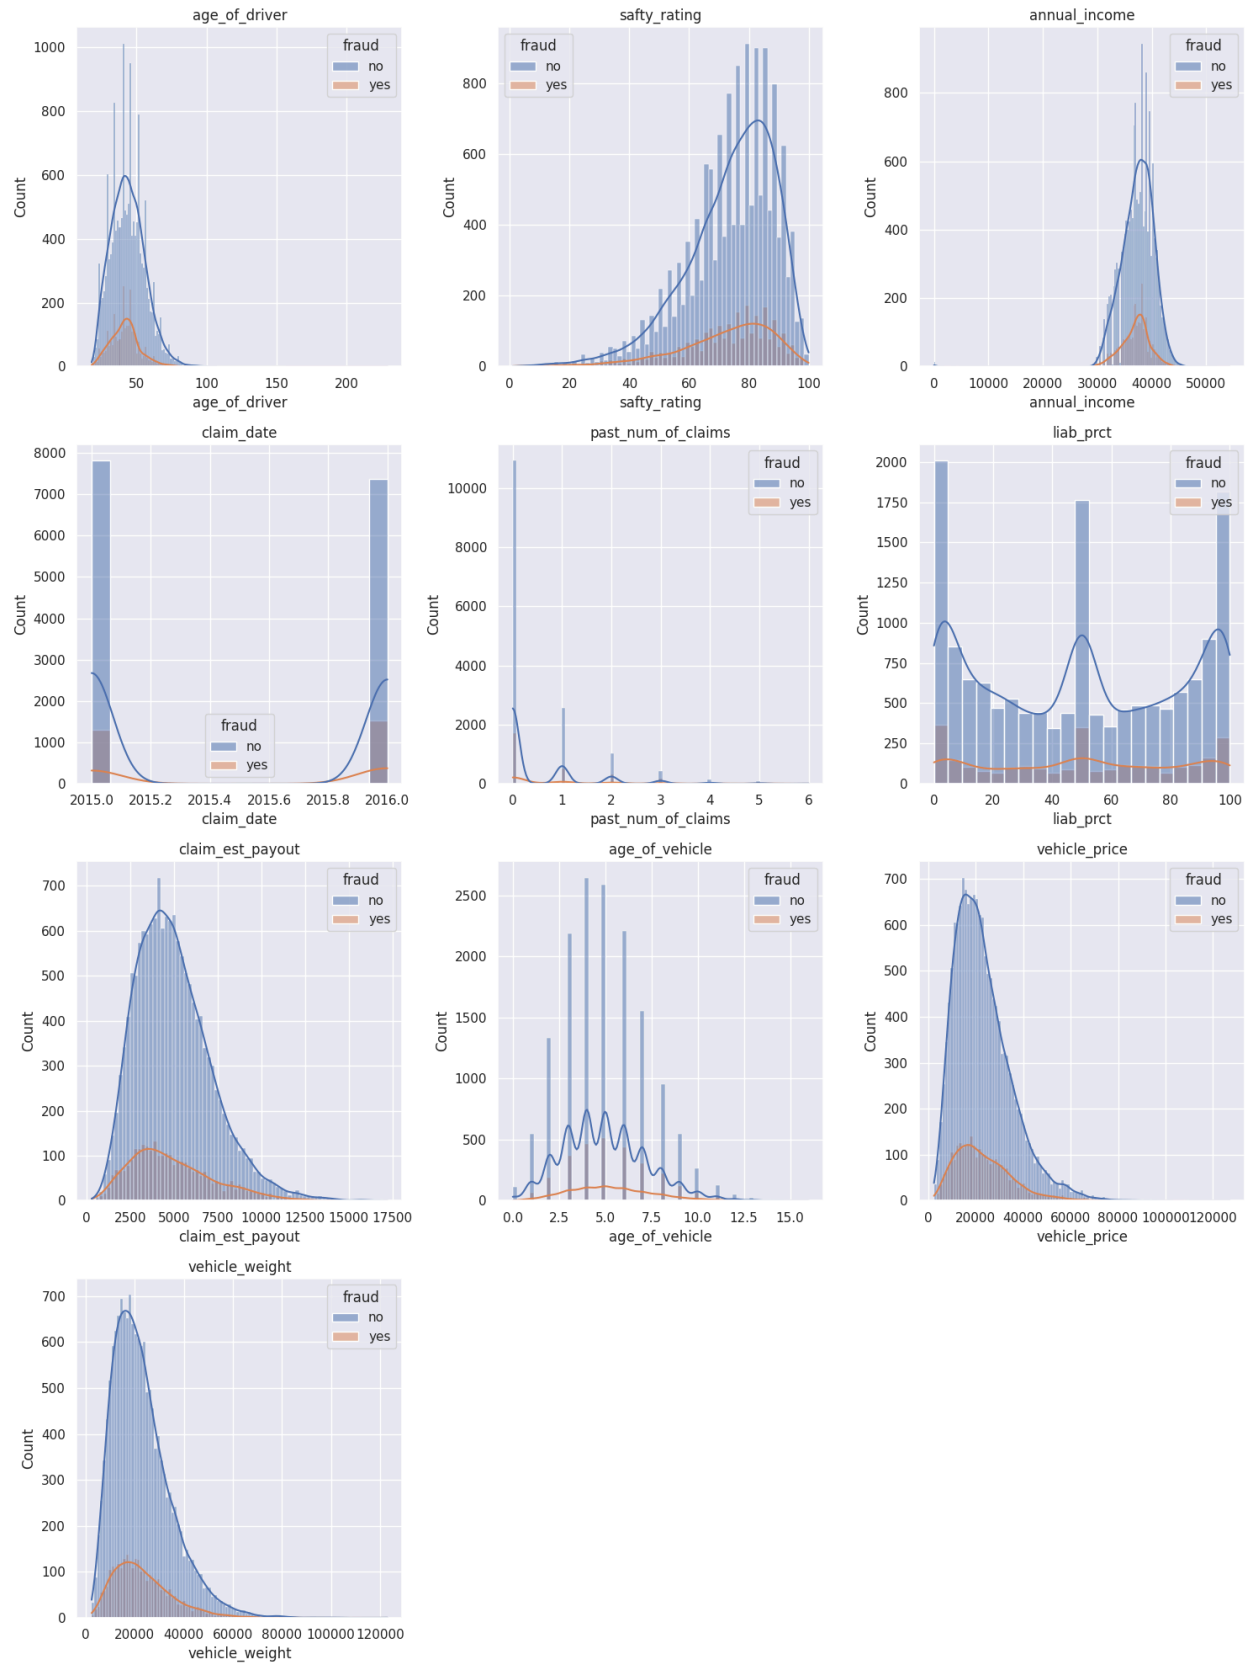 age_of_driver
fraud
no
yes
1000
800
600
400
200
0
Count
50
100
150
200
age_of_driver
safty_rating
fraud
no
yes
800
600
400
200
0
Count
0
20
40
60
80
100
safty_rating
annual_income
fraud
no
yes
800
600
400
200
0
Count
0
10000
20000
30000
40000
50000
annual_income
claim_date
8000
7000
6000
5000
4000
3000
2000
1000
0
Count
fraud
no
yes
2015.0
2015.2
2015.4
2015.6
2015.8
2016.0
claim_date
past_num_of_claims
fraud
no
yes
10000
8000
6000
4000
2000
0
Count
0
1
2
3
4
5
6
past_num_of_claims
liab_prct
fraud
no
yes
2000
1750
1500
1250
1000
750
500
250
0
Count
0
20
40
60
80
100
liab_prct
claim_est_payout
fraud
no
yes
700
600
500
400
300
200
100
0
Count
0
2500
5000
7500
10000
12500
15000
17500
claim_est_payout
age_of_vehicle
fraud
no
yes
2500
2000
1500
1000
500
0
Count
0.0
2.5
5.0
7.5
10.0
12.5
15.0
age_of_vehicle
vehicle_price
fraud
no
yes
700
600
500
400
300
200
100
0
Count
0
20000
40000
60000
80000
100000
120000
vehicle_price
vehicle_weight
fraud
no
yes
700
600
500
400
300
200
100
0
Count
0
20000
40000
60000
80000
100000
120000
vehicle_weight